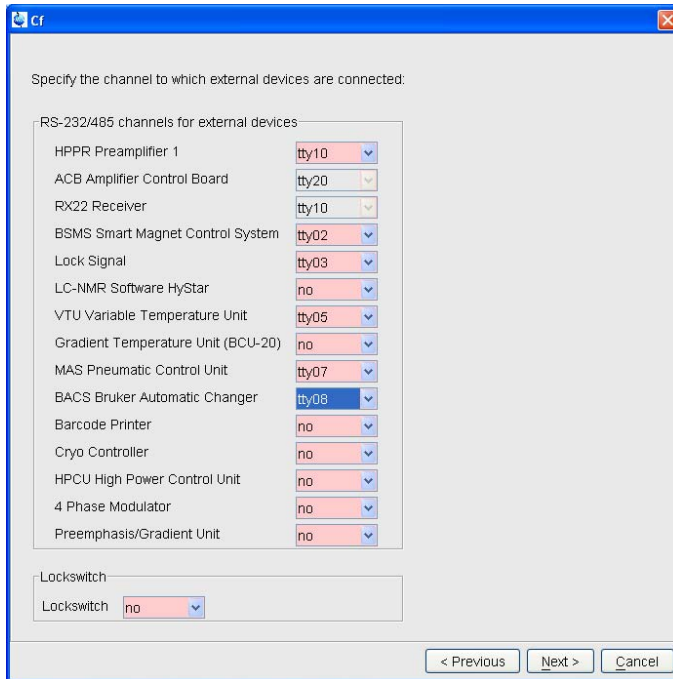 Cf
Specify the channel to which external devices are connected:
RS-232/485 channels for external devices
HPPR Preamplifier 1 tty10
ACB Amplifier Control Board tty20
RX22 Receiver tty10
BSMS Smart Magnet Control System tty02
Lock Signal tty03
LC-NMR Software HyStar no
VTU Variable Temperature Unit tty05
Gradient Temperature Unit (BCU-20) no
MAS Pneumatic Control Unit tty07
BACS Bruker Automatic Changer tty08
Barcode Printer no
Cryo Controller no
HPCU High Power Control Unit no
4 Phase Modulator no
Preemphasis/Gradient Unit no
Lockswitch
Lockswitch no
< Previous Next > Cancel